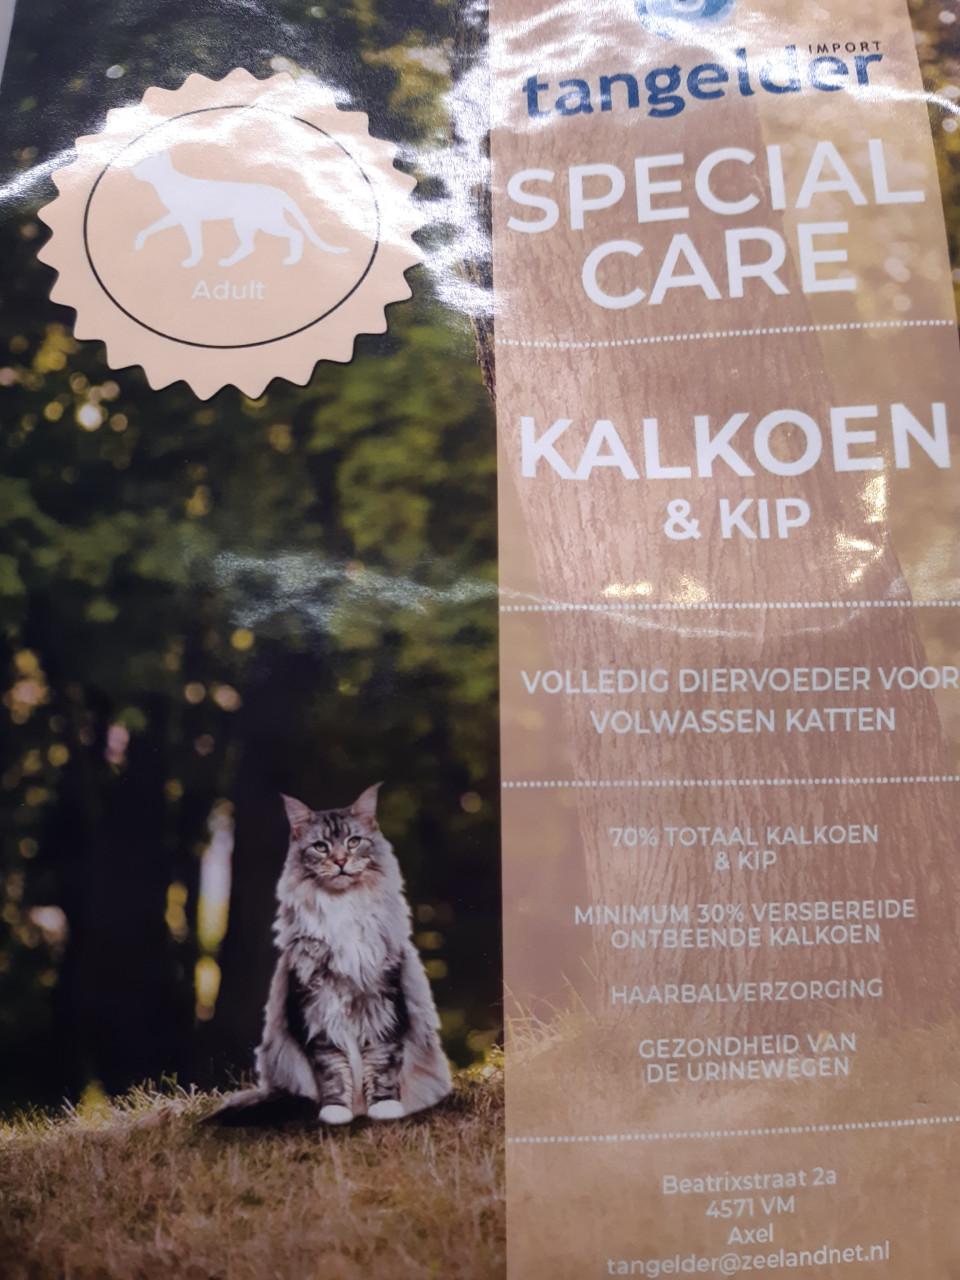 IMPORT
tangelder
SPECIAL
CARE
Adult
KALKOEN
& KIP
VOLLEDIG DIERVOEDER VOOR
VOLWASSEN KATTEN
70% TOTAAL KALKOEN
& KIP
MINIMUM 30% VERSBEREIDE
ONTBEENDE KALKOEN
HAARBALVERZORGING
GEZONDHEID VAN
DE URINEWEGEN
Beatrixstraat 2a
4571 VM
Axel
tangelder@zeelandnet.nl